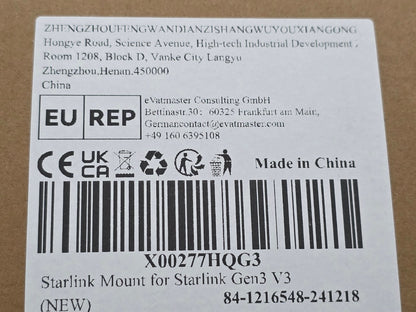 ZHENGZHOUFENGWANDIANZISHANGWUYOUXIANGONG
Hongye Road, Science Avenue, High-tech Industrial Development
Room 1208, Block D, Vanke City Langyu
Zhengzhou,Henan.450000
China
EU REP
eVatmaster Consulting GmbH
Bettinastr.30; 60325 Frankfurt am Main,
Germancontact@evatmaster.com
+49 160 6395108
CE UK CA
Made in China
X00277HQG3
Starlink Mount for Starlink Gen3 V3
(NEW) 84-1216548-241218